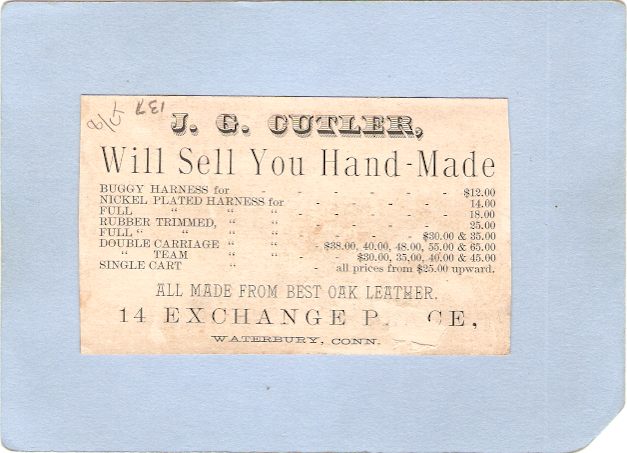 137
J. G. CUTLER,
Will Sell You Hand-Made
BUGGY HARNESS for - - - - - - $12.00
NICKEL PLATED HARNESS for - - - - - 14.00
FULL “ “ “ - - - - - 18.00
RUBBER TRIMMED, “ “ - - - - - 25.00
FULL “ “ “ “ - - - - $30.00 & 35.00
DOUBLE CARRIAGE “ “ - $38.00, 40.00, 48.00, 55.00 & 65.00
“ TEAM “ “ - - $30.00, 35.00, 40.00 & 45.00
SINGLE CART “ “ - all prices from $25.00 upward.
ALL MADE FROM BEST OAK LEATHER.
14 EXCHANGE P CE,
WATERBURY, CONN.